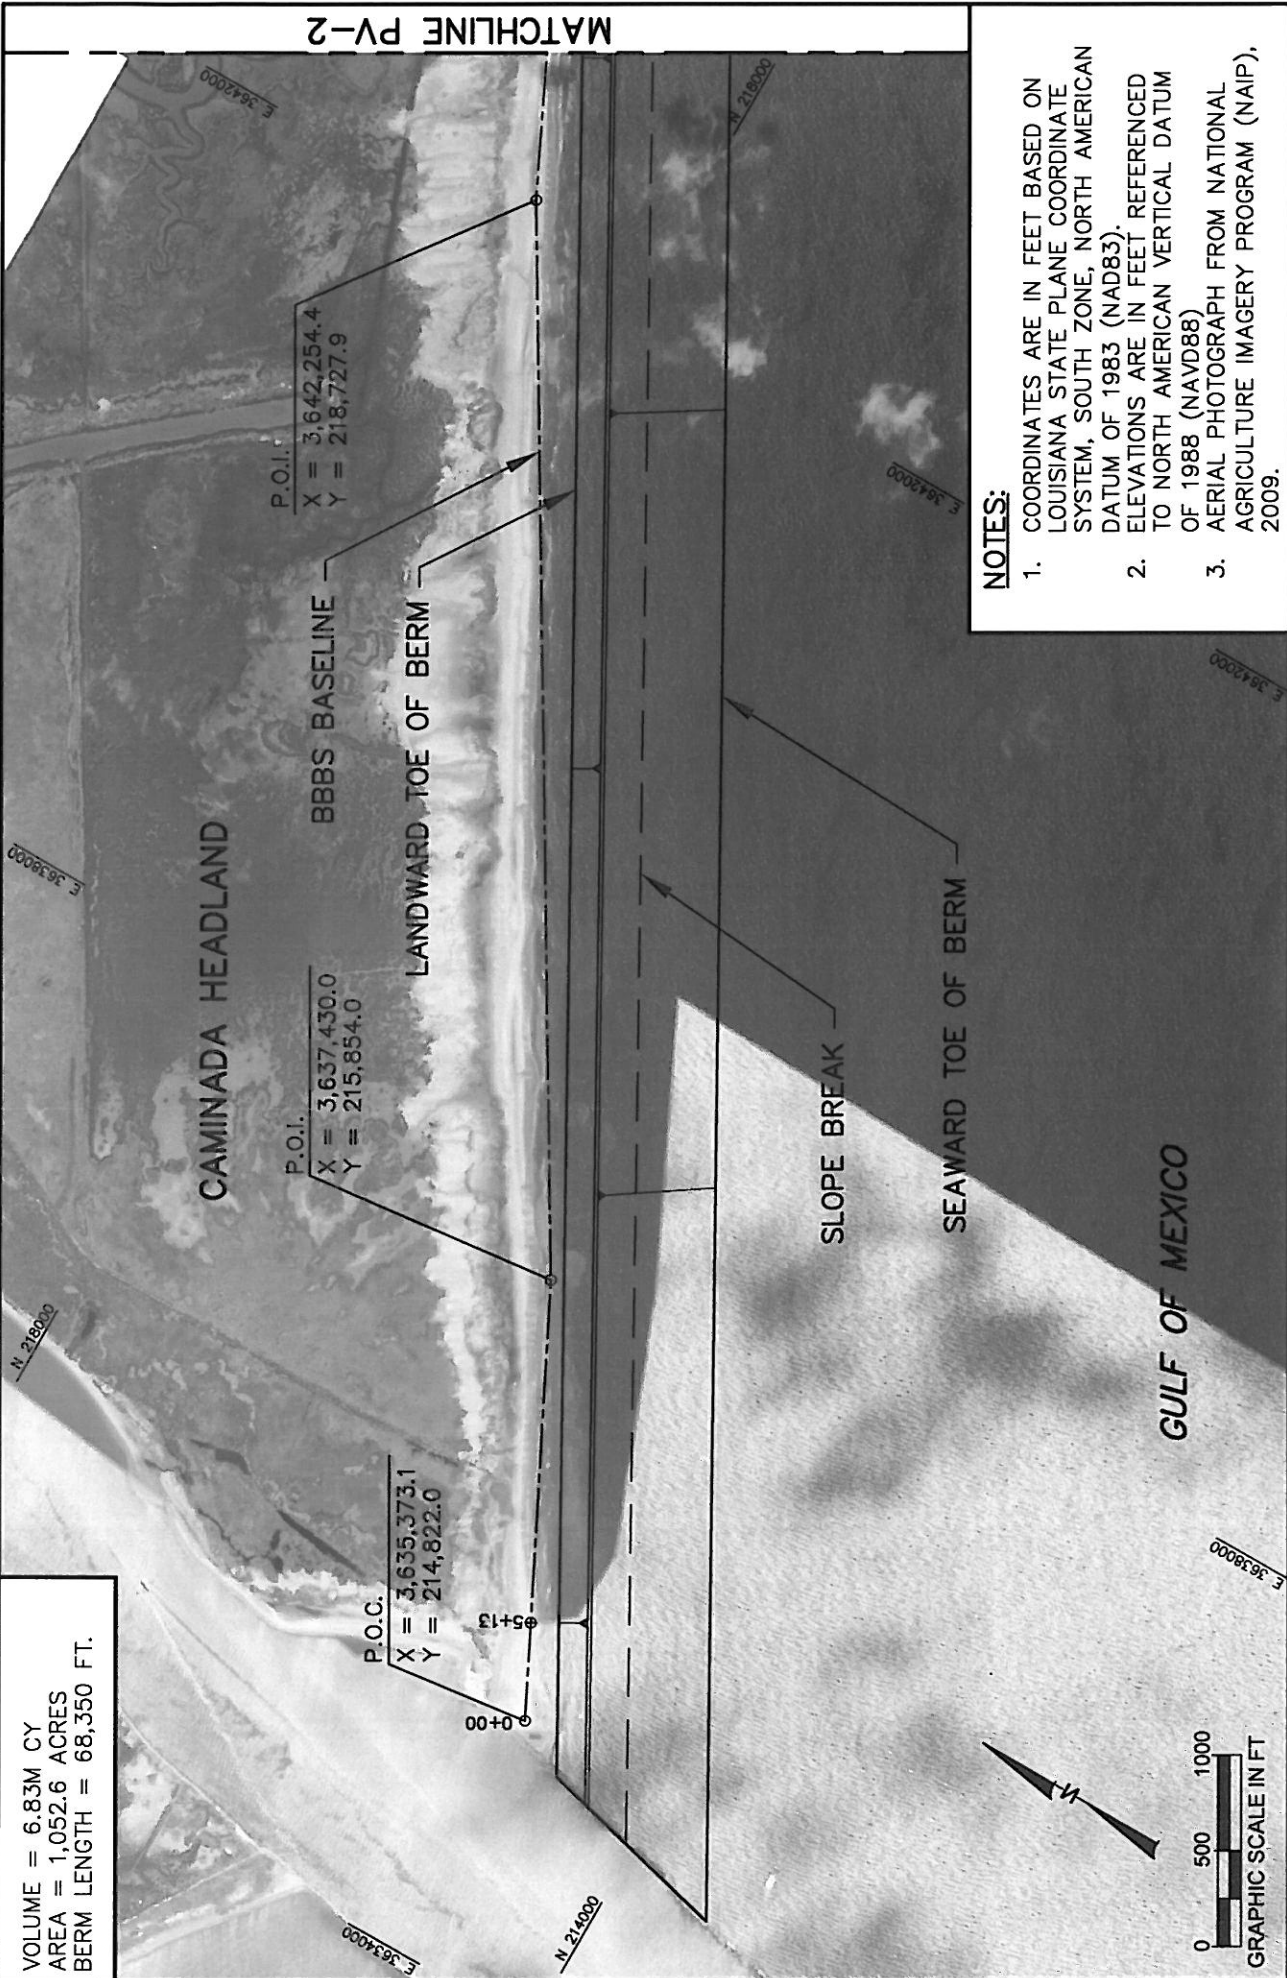 VOLUME = 6.83M CY
AREA = 1,052.6 ACRES
BERM LENGTH = 68,350 FT.
N 218000
E 3638000
E 3642000
MATCHLINE PV-2
CAMINADA HEADLAND
P.O.C.
X = 3,635,373.1
Y = 214,822.0
P.O.I.
X = 3,637,430.0
Y = 215,854.0
P.O.I.
X = 3,642,254.4
Y = 218,727.9
BBBS BASELINE
LANDWARD TOE OF BERM
0+00
5+13
E 3634000
N 214000
N 218000
SLOPE BREAK
SEAWARD TOE OF BERM
E 3642000
E 3642000
E 3638000
GULF OF MEXICO
N
0 500 1000
GRAPHIC SCALE IN FT
NOTES:
1. COORDINATES ARE IN FEET BASED ON
LOUISIANA STATE PLANE COORDINATE
SYSTEM, SOUTH ZONE, NORTH AMERICAN
DATUM OF 1983 (NAD83).
2. ELEVATIONS ARE IN FEET REFERENCED
TO NORTH AMERICAN VERTICAL DATUM
OF 1988 (NAVD88)
3. AERIAL PHOTOGRAPH FROM NATIONAL
AGRICULTURE IMAGERY PROGRAM (NAIP),
2009.